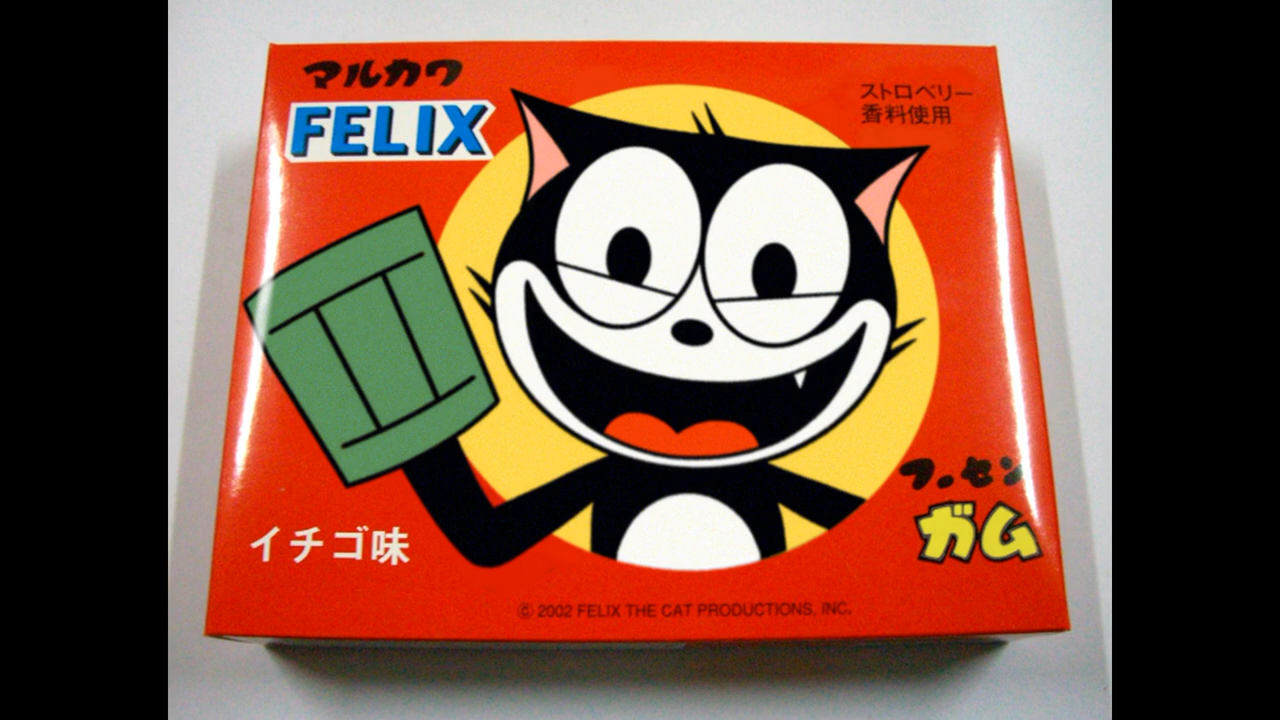 マルカワ
FELIX
ストロベリー
香料使用
フーセン
ガム
イチゴ味
© 2002 FELIX THE CAT PRODUCTIONS, INC.